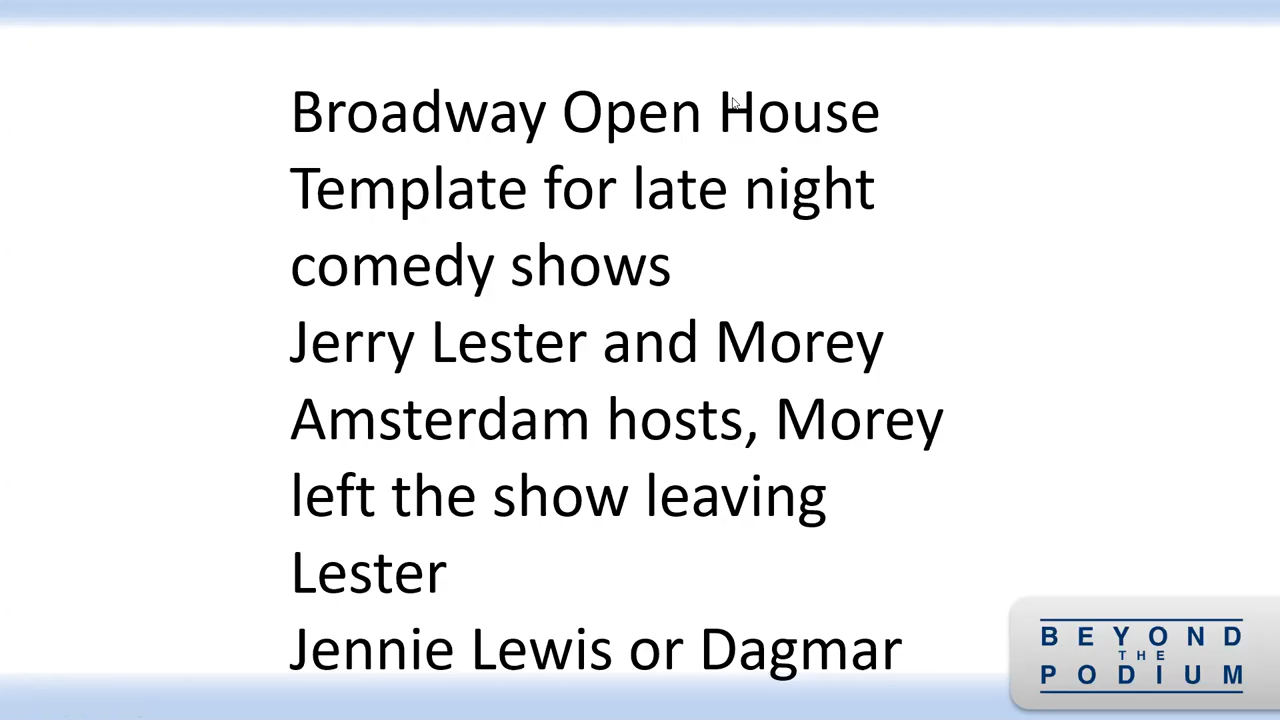 Broadway Open House
Template for late night
comedy shows
Jerry Lester and Morey
Amsterdam hosts, Morey
left the show leaving
Lester
Jennie Lewis or Dagmar
BEYOND
THE
PODIUM